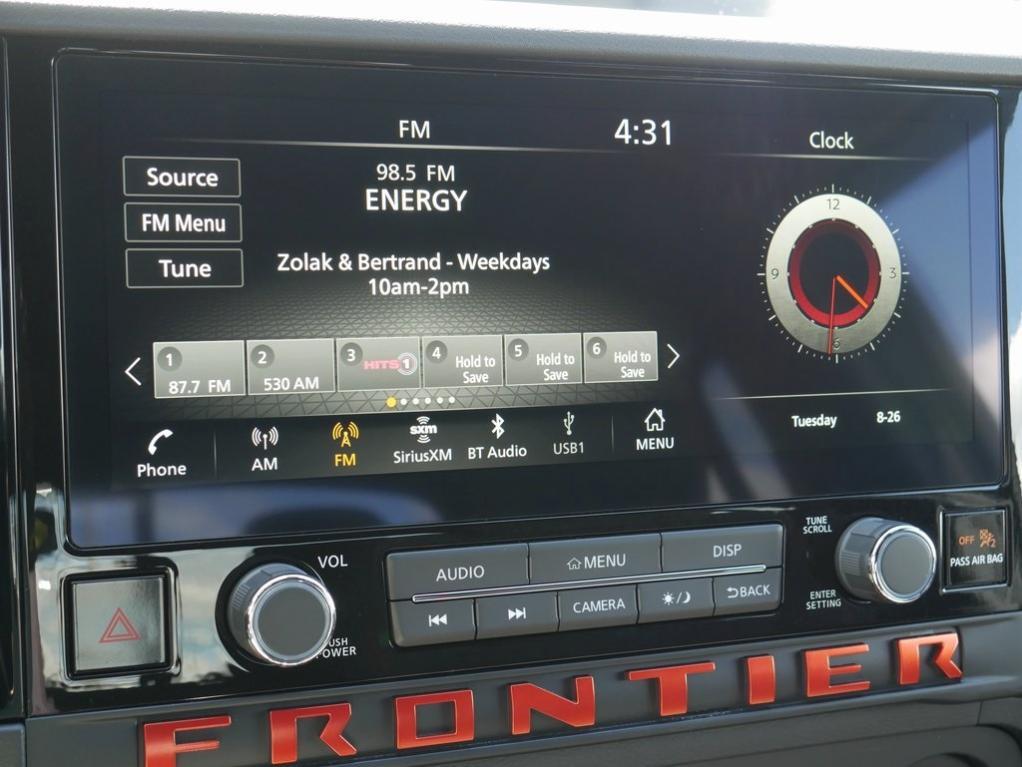 FM
4:31
Clock
Source
FM Menu
Tune
98.5 FM
ENERGY
Zolak & Bertrand - Weekdays
10am-2pm
12
3
6
9
1
87.7 FM
2
530 AM
3
HITS 1
4
Hold to
Save
5
Hold to
Save
6
Hold to
Save
Tuesday
8-26
Phone
AM
FM
sxm
SiriusXM
BT Audio
USB1
MENU
VOL
PUSH
POWER
AUDIO
MENU
DISP
CAMERA
BACK
TUNE
SCROLL
ENTER
SETTING
OFF
2
PASS AIR BAG
FRONTIER